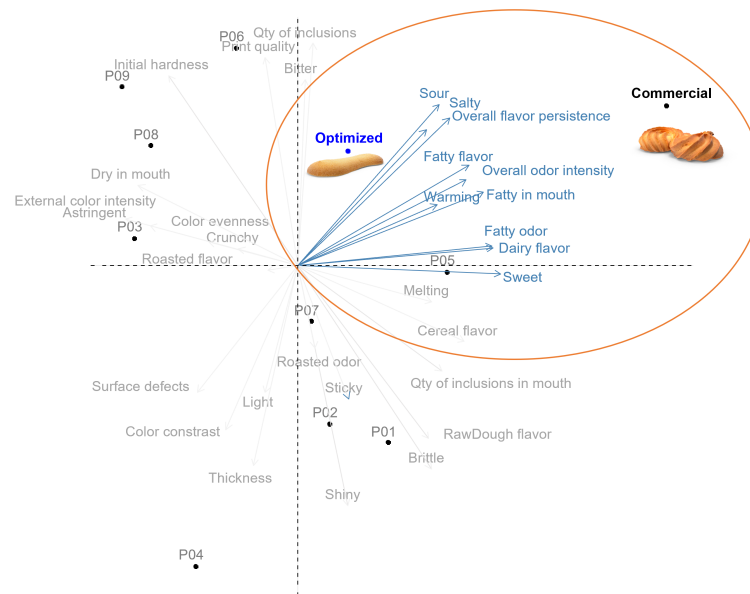 Qty of inclusions
P06
Print quality
Initial hardness
Bitter
P09
Commercial
Sour
Salty
Overall flavor persistence
P08
Optimized
Fatty flavor
Overall odor intensity
Dry in mouth
Warming
Fatty in mouth
External color intensity
Astringent
Color evenness
P03
Fatty odor
Crunchy
Dairy flavor
Roasted flavor
P05
Sweet
Melting
P07
Cereal flavor
Roasted odor
Surface defects
Sticky
Qty of inclusions in mouth
Light
P02
Color constrast
P01
RawDough flavor
Brittle
Thickness
Shiny
P04